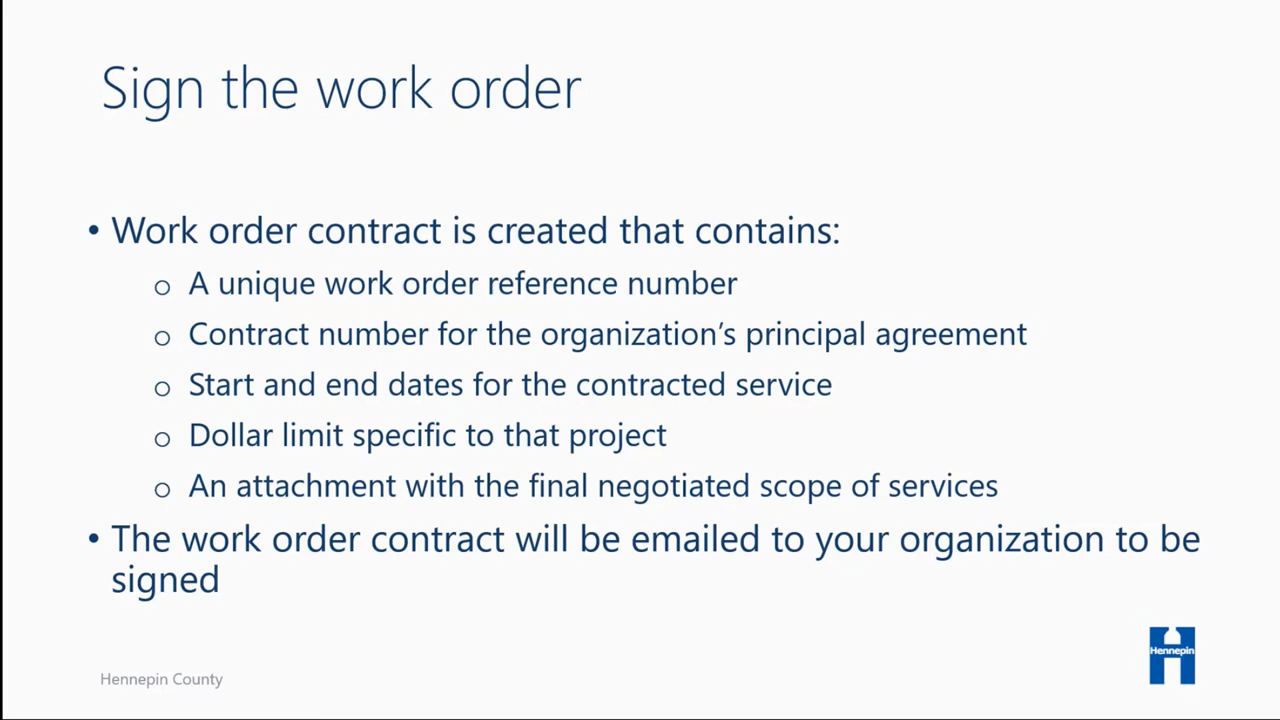 Sign the work order
• Work order contract is created that contains:
o A unique work order reference number
o Contract number for the organization’s principal agreement
o Start and end dates for the contracted service
o Dollar limit specific to that project
o An attachment with the final negotiated scope of services
• The work order contract will be emailed to your organization to be
signed
Hennepin
Hennepin County